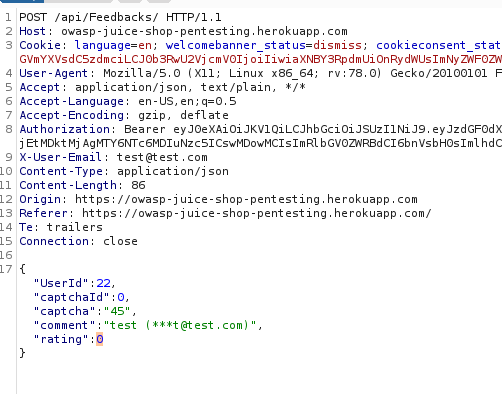 1 POST /api/Feedbacks/ HTTP/1.1
2 Host: owasp-juice-shop-pentesting.herokuapp.com
3 Cookie: language=en; welcomebanner_status=dismiss; cookieconsent_stat
GVmYXVsdC5zdmciLCJ0b3RwU2VjcmV0IjoiIiwiaXNBY3RpdmUiOnRydWUsImNyZWF0ZW
4 User-Agent: Mozilla/5.0 (X11; Linux x86_64; rv:78.0) Gecko/20100101 F
5 Accept: application/json, text/plain, */*
6 Accept-Language: en-US,en;q=0.5
7 Accept-Encoding: gzip, deflate
8 Authorization: Bearer eyJ0eXAiOiJKV1QiLCJhbGciOiJSUzI1NiJ9.eyJzdGF0dX
jEtMDktMjAgMTY6NTc6MDIuNzc5ICswMDowMCIsImRlbGV0ZWRBdCI6bnVsbH0sImlhdC
9 X-User-Email: test@test.com
10 Content-Type: application/json
11 Content-Length: 86
12 Origin: https://owasp-juice-shop-pentesting.herokuapp.com
13 Referer: https://owasp-juice-shop-pentesting.herokuapp.com/
14 Te: trailers
15 Connection: close
16
17 {
"UserId":22,
"captchaId":0,
"captcha":"45",
"comment":"test (***t@test.com)",
"rating":0
}